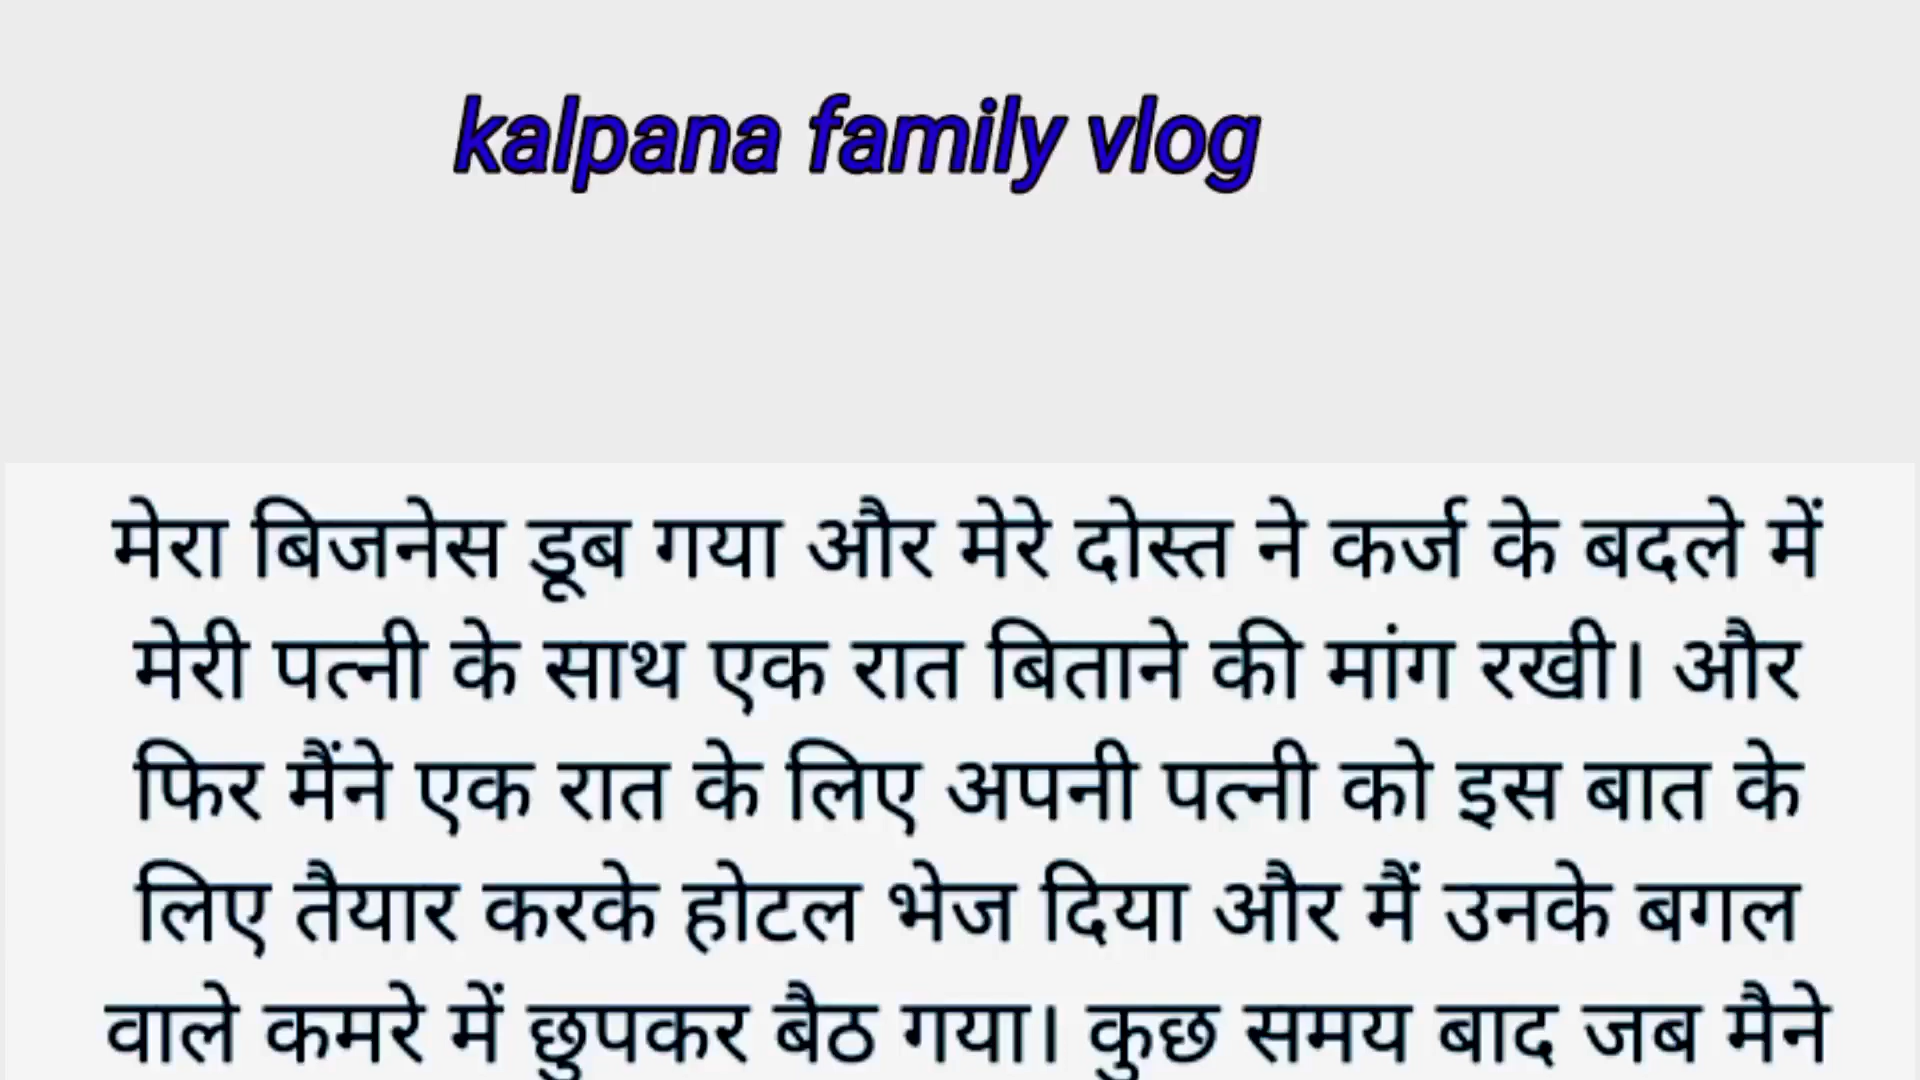 kalpana family vlog
मेरा बिजनेस डूब गया और मेरे दोस्त ने कर्ज के बदले में
मेरी पत्नी के साथ एक रात बिताने की मांग रखी। और
फिर मैंने एक रात के लिए अपनी पत्नी को इस बात के
लिए तैयार करके होटल भेज दिया और मैं उनके बगल
वाले कमरे में छुपकर बैठ गया। कुछ समय बाद जब मैने